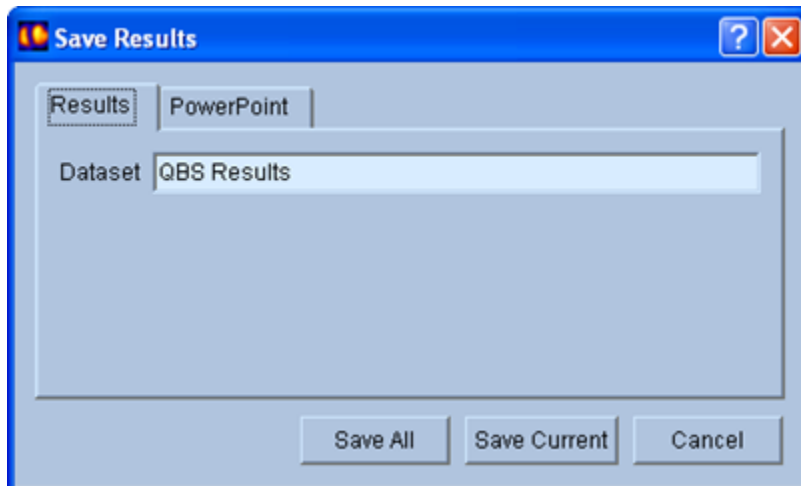 Save Results
?
Results PowerPoint
Dataset QBS Results
Save All Save Current Cancel